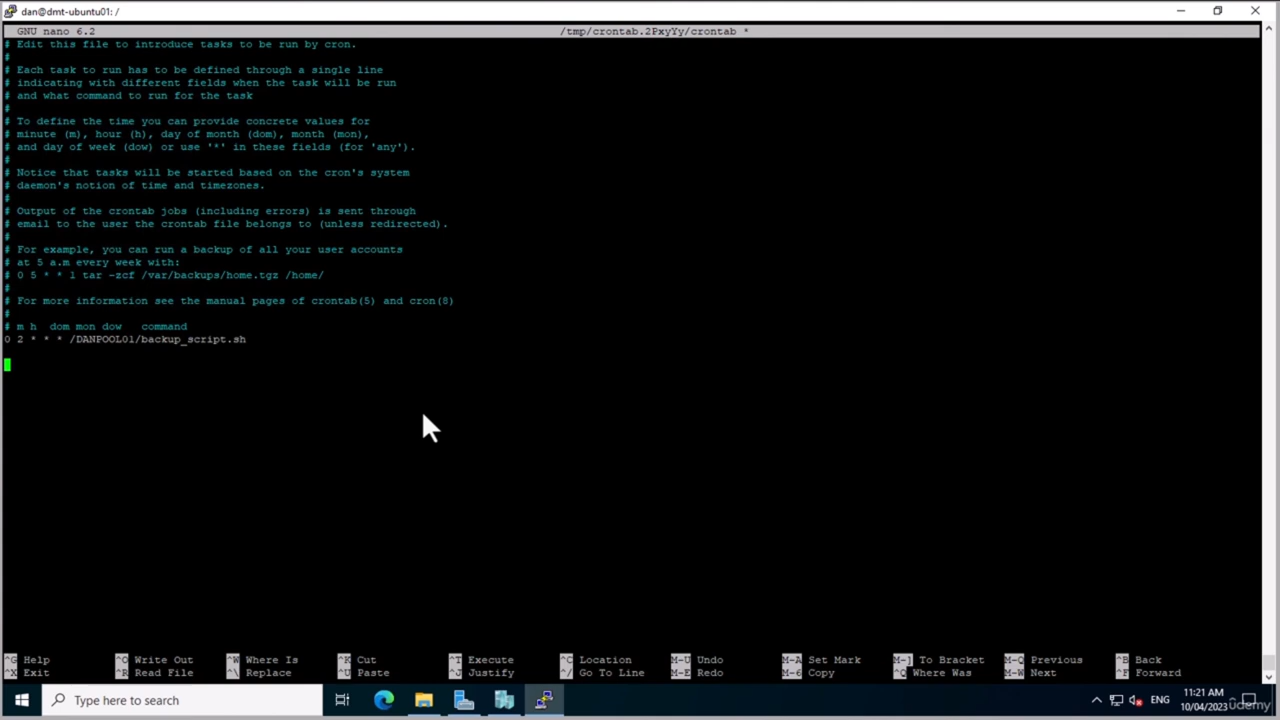 dan@dmt-ubuntu01: /
GNU nano 6.2 /tmp/crontab.2PxyYy/crontab *
# Edit this file to introduce tasks to be run by cron.
#
# Each task to run has to be defined through a single line
# indicating with different fields when the task will be run
# and what command to run for the task
#
# To define the time you can provide concrete values for
# minute (m), hour (h), day of month (dom), month (mon),
# and day of week (dow) or use '*' in these fields (for 'any').
#
# Notice that tasks will be started based on the cron's system
# daemon's notion of time and timezones.
#
# Output of the crontab jobs (including errors) is sent through
# email to the user the crontab file belongs to (unless redirected).
#
# For example, you can run a backup of all your user accounts
# at 5 a.m every week with:
# 0 5 * * 1 tar -zcf /var/backups/home.tgz /home/
#
# For more information see the manual pages of crontab(5) and cron(8)
#
# m h  dom mon dow   command
0 2 * * * /DANPOOL01/backup_script.sh
^G Help ^O Write Out ^W Where Is ^K Cut ^T Execute ^C Location M-U Undo M-A Set Mark M-] To Bracket M-Q Previous ^B Back
^X Exit ^R Read File ^\ Replace ^U Paste ^J Justify ^/ Go To Line M-E Redo M-6 Copy ^Q Where Was M-W Next ^F Forward
Type here to search
ENG
11:21 AM
10/04/2023
ûdemy